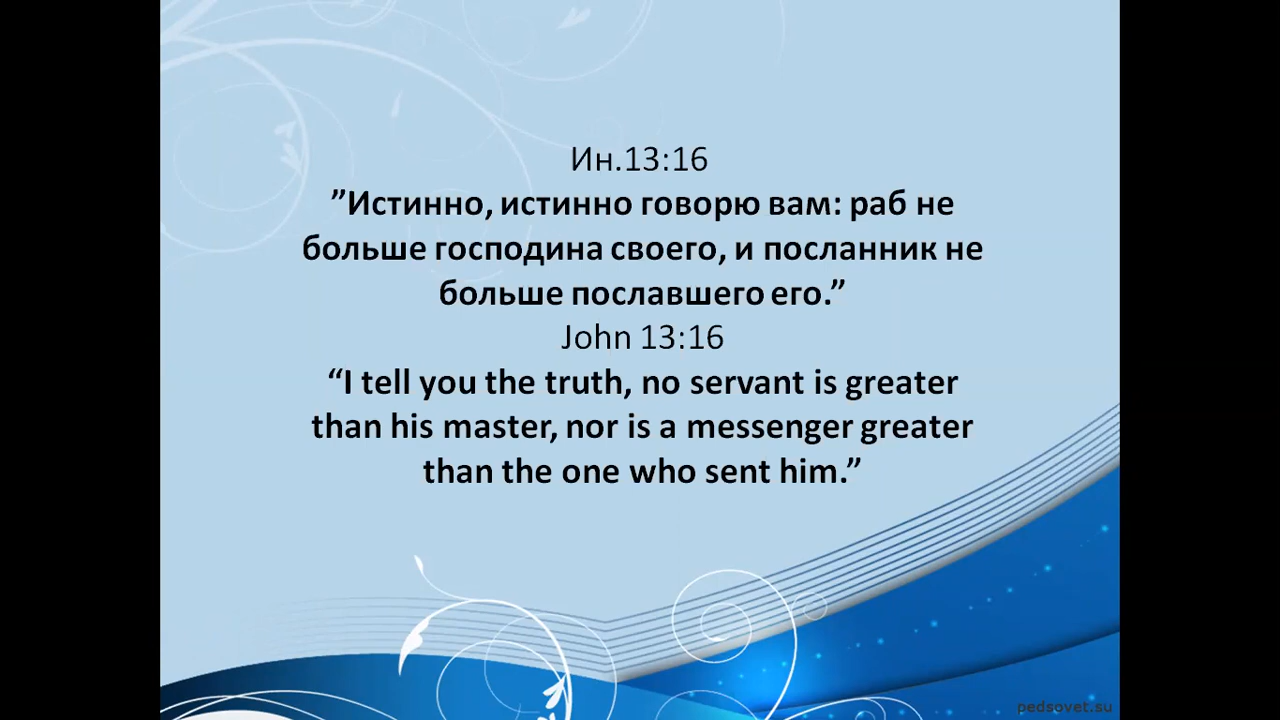 Ин.13:16
”Истинно, истинно говорю вам: раб не
больше господина своего, и посланник не
больше пославшего его.”
John 13:16
“I tell you the truth, no servant is greater
than his master, nor is a messenger greater
than the one who sent him.”
pedsovet.su